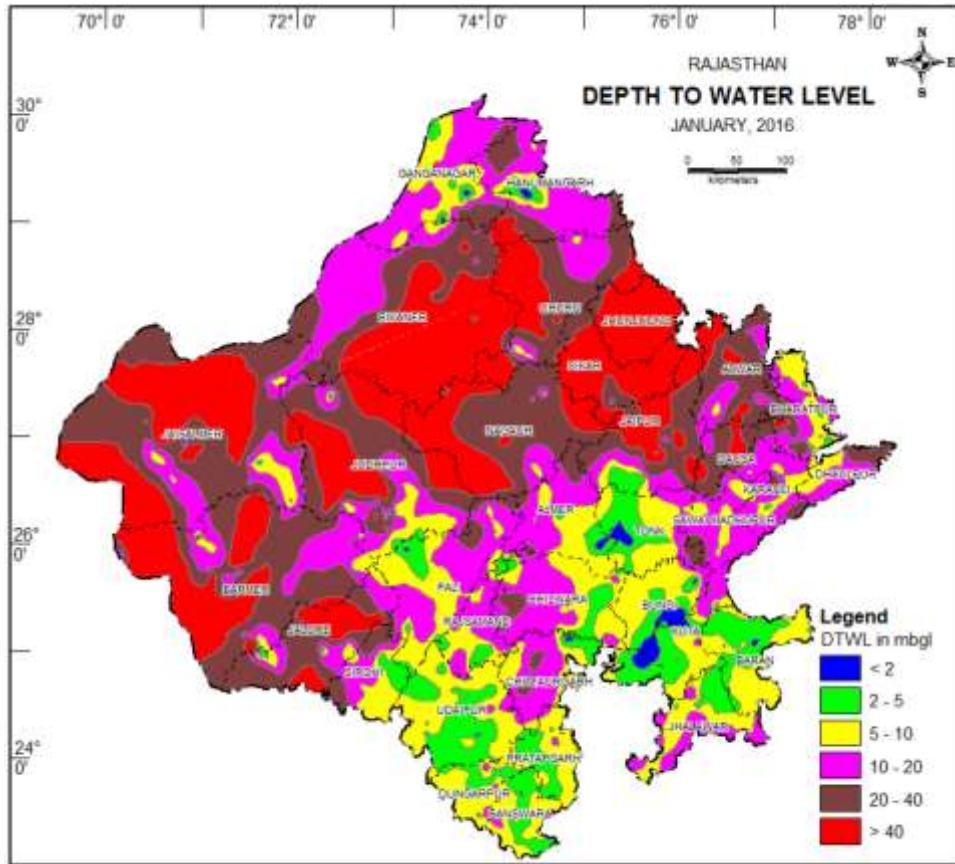 70° 0'
72° 0'
74° 0'
76° 0'
78° 0'
N
W E
S
RAJASTHAN
DEPTH TO WATER LEVEL
JANUARY, 2016
0 50 100
kilometers
30°
0'
28°
0'
26°
0'
24°
0'
GANGANAGAR
HANUMANGARH
BIKANER
CHURU
JHUNJHUNU
SIKAR
ALWAR
BHARATPUR
JAISALMER
NAGAUR
JAIPUR
JODHPUR
DAUSA
DHAULPUR
KARAULI
AJMER
TONK
SAWAI MADHOPUR
BARMER
PALI
BHILWARA
BUNDI
RAJSAMAND
KOTA
JALORE
BARAN
SIROHI
CHITTAURGARH
UDAIPUR
JHALAWAR
PRATAPGARH
DUNGARPUR
BANSWARA
Legend
DTWL in mbgl
< 2
2 - 5
5 - 10
10 - 20
20 - 40
> 40